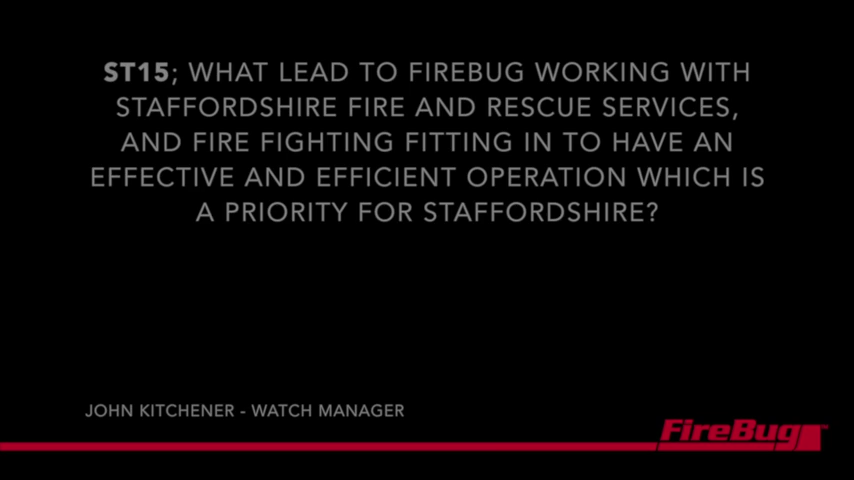 ST15; WHAT LEAD TO FIREBUG WORKING WITH
STAFFORDSHIRE FIRE AND RESCUE SERVICES,
AND FIRE FIGHTING FITTING IN TO HAVE AN
EFFECTIVE AND EFFICIENT OPERATION WHICH IS
A PRIORITY FOR STAFFORDSHIRE?
JOHN KITCHENER - WATCH MANAGER
FireBug